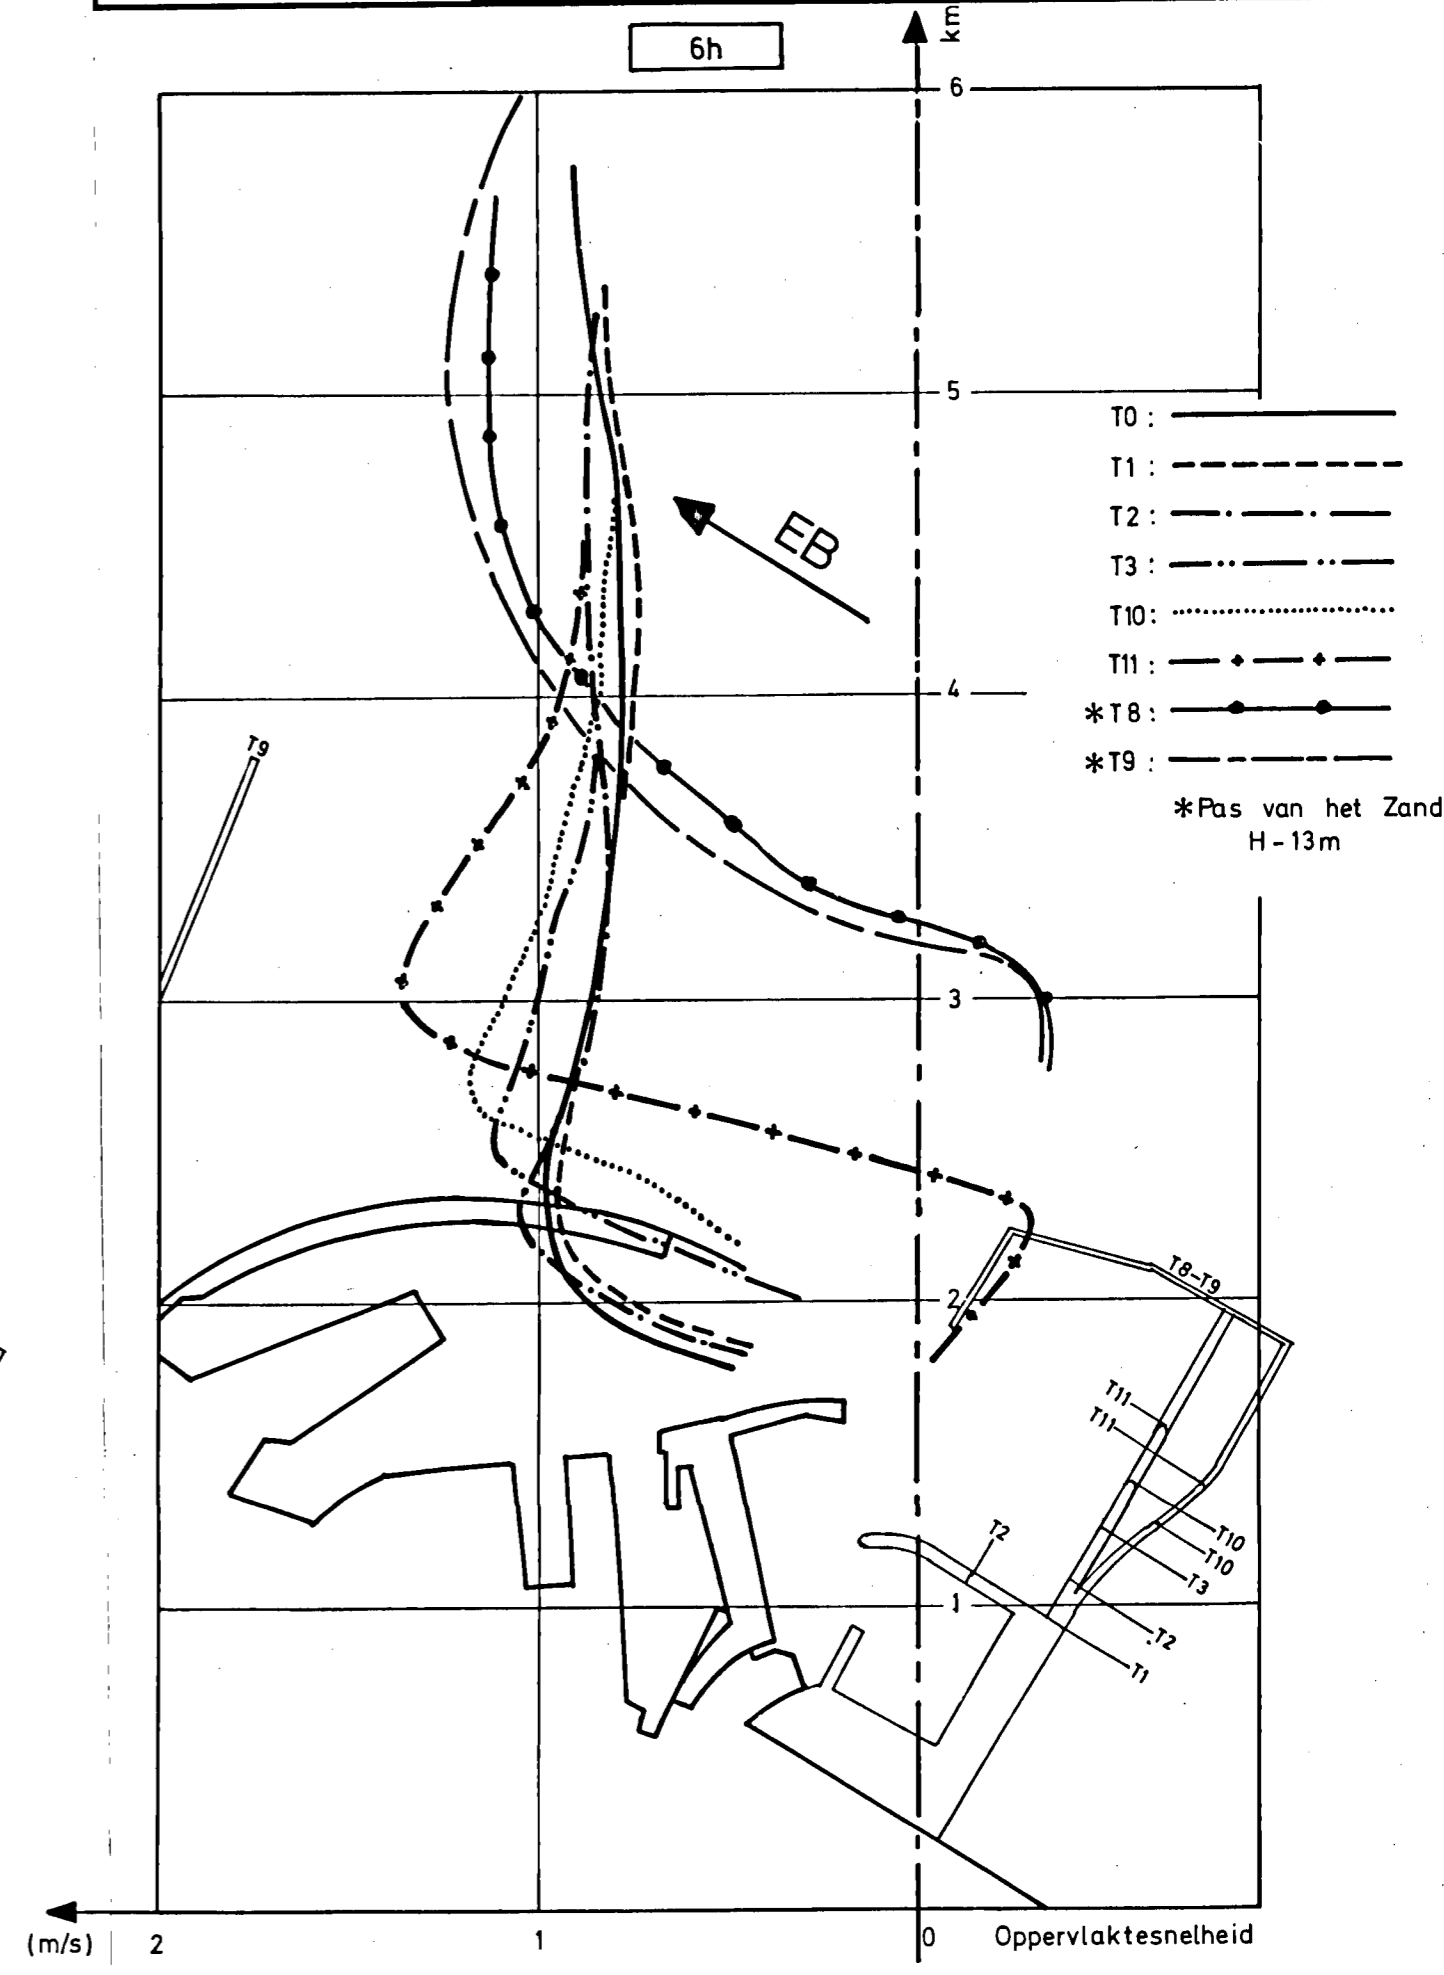 6h
km
6
5
T0 :
T1 :
T2 :
T3 :
T10 :
T11 :
*T8 :
*T9 :
*Pas van het Zand
H - 13m
EB
4
T9
3
T8-T9
2
T11
T11
T10
T10
T3
T2
T2
T1
1
(m/s)
2
1
0
Oppervlaktesnelheid